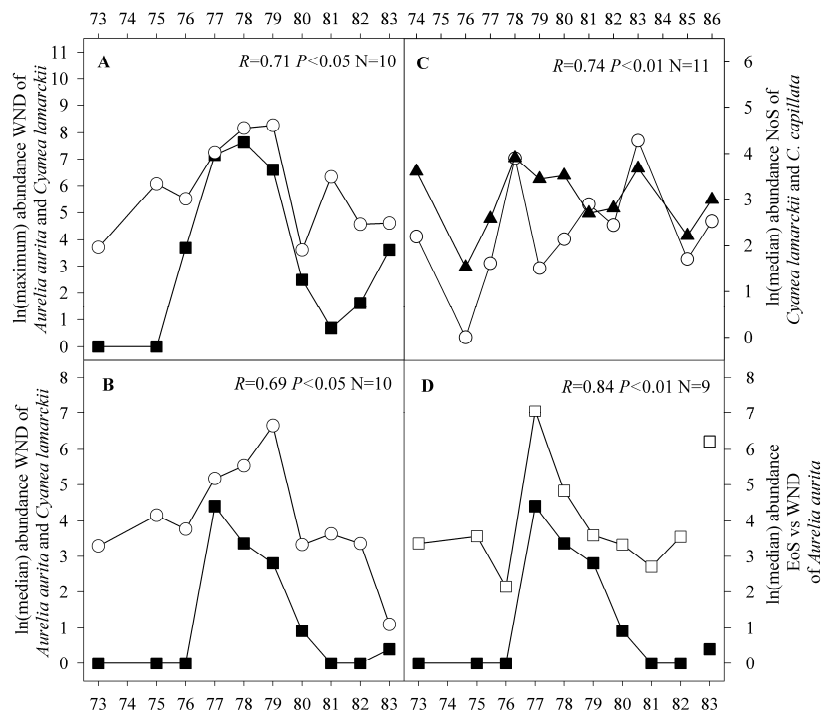 73 74 75 76 77 78 79 80 81 82 83
74 75 76 77 78 79 80 81 82 83 85 86
A
R=0.71 P<0.05 N=10
11
10
9
8
7
6
5
4
3
2
1
0
ln(maximum) abundance WND of
Aurelia aurita and Cyanea lamarckii
C
R=0.74 P<0.01 N=11
6
5
4
3
2
1
0
ln(median) abundance NoS of
Cyanea lamarckii and C. capillata
B
R=0.69 P<0.05 N=10
8
7
6
5
4
3
2
1
0
ln(median) abundance WND of
Aurelia aurita and Cyanea lamarckii
D
R=0.84 P<0.01 N=9
8
7
6
5
4
3
2
1
0
ln(median) abundance
EoS vs WND
of Aurelia aurita
73 74 75 76 77 78 79 80 81 82 83
73 74 75 76 77 78 79 80 81 82 83